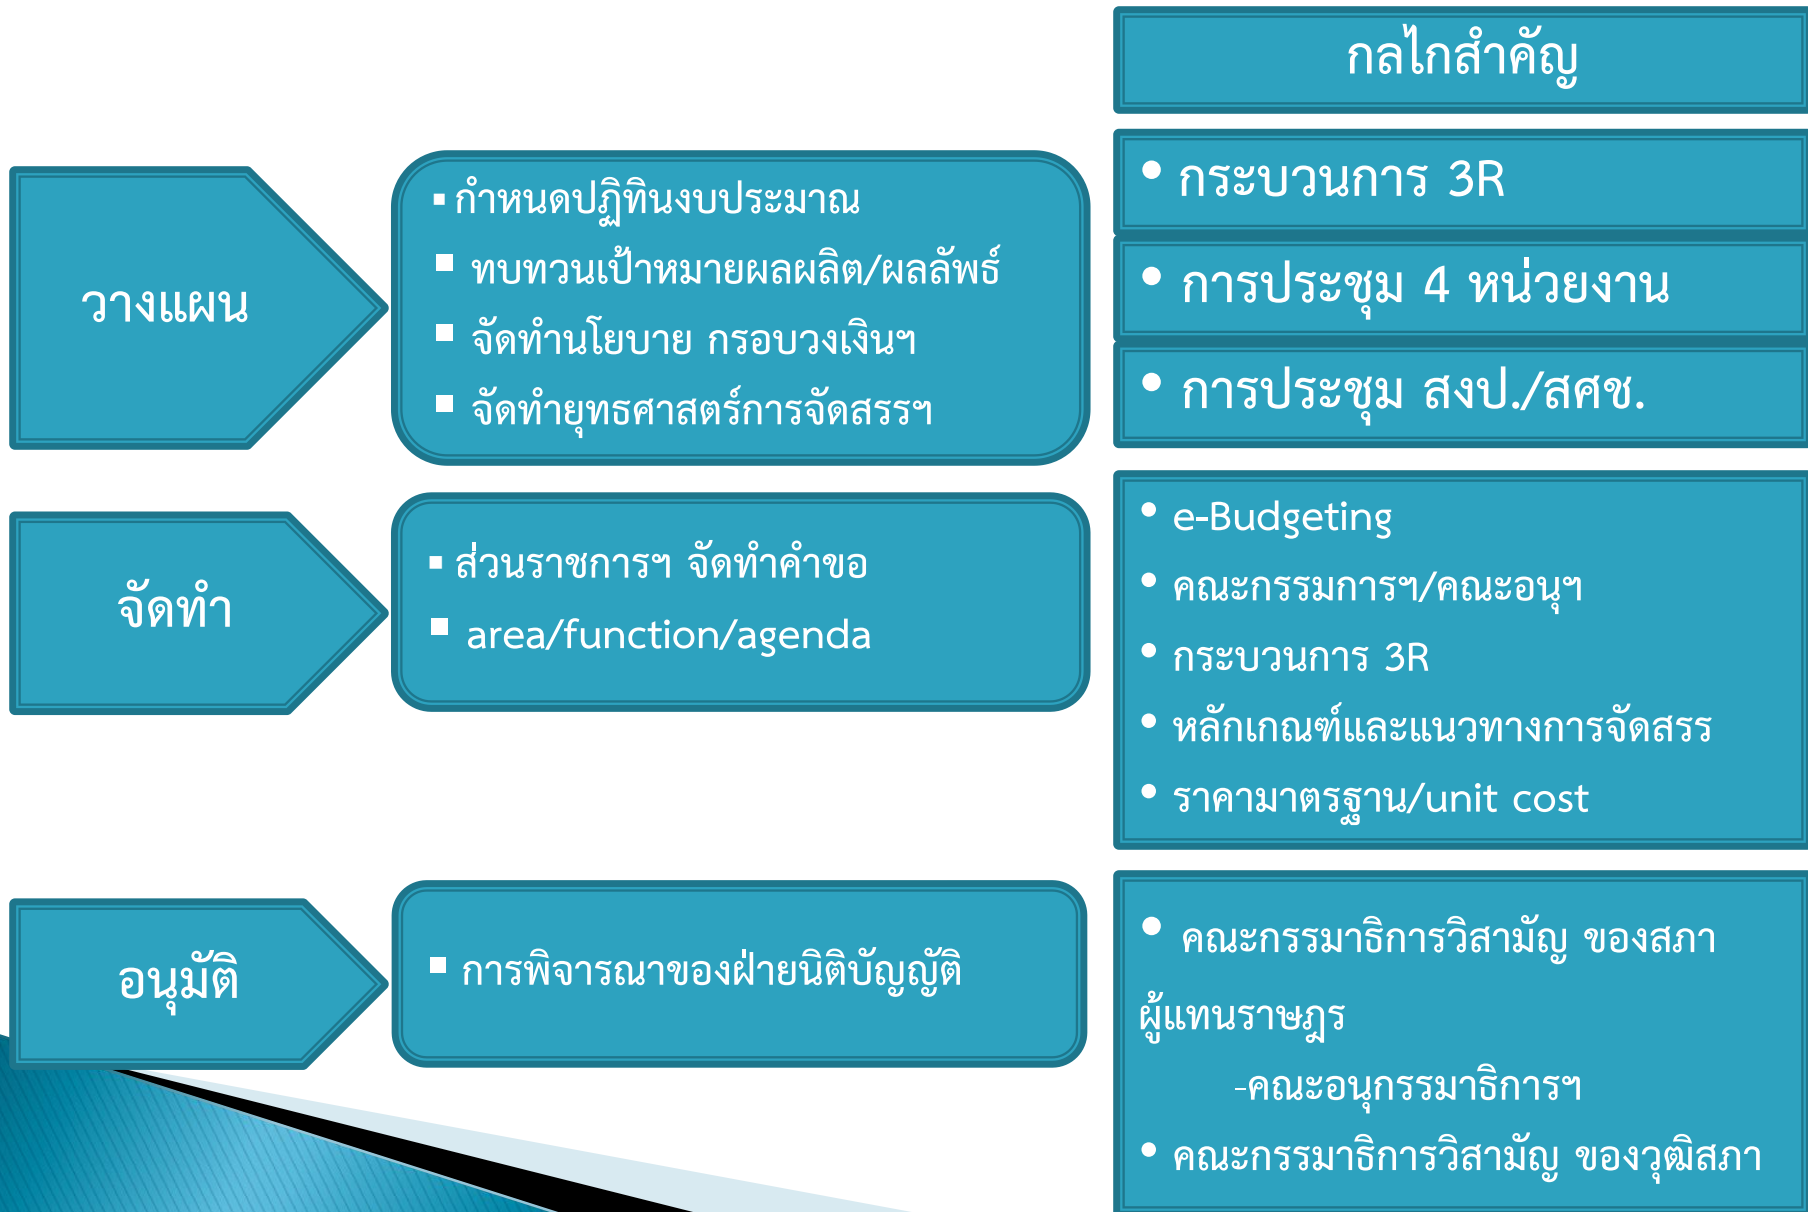 กลไกสำคัญ
วางแผน
▪ กำหนดปฏิทินงบประมาณ
▪ ทบทวนเป้าหมายผลผลิต/ผลลัพธ์
▪ จัดทำนโยบาย กรอบวงเงินฯ
▪ จัดทำยุทธศาสตร์การจัดสรรฯ
• กระบวนการ 3R
• การประชุม 4 หน่วยงาน
• การประชุม สงป./สศช.
จัดทำ
▪ ส่วนราชการฯ จัดทำคำขอ
▪ area/function/agenda
• e-Budgeting
• คณะกรรมการฯ/คณะอนุฯ
• กระบวนการ 3R
• หลักเกณฑ์และแนวทางการจัดสรร
• ราคามาตรฐาน/unit cost
อนุมัติ
▪ การพิจารณาของฝ่ายนิติบัญญัติ
• คณะกรรมาธิการวิสามัญ ของสภา
ผู้แทนราษฎร
-คณะอนุกรรมาธิการฯ
• คณะกรรมาธิการวิสามัญ ของวุฒิสภา